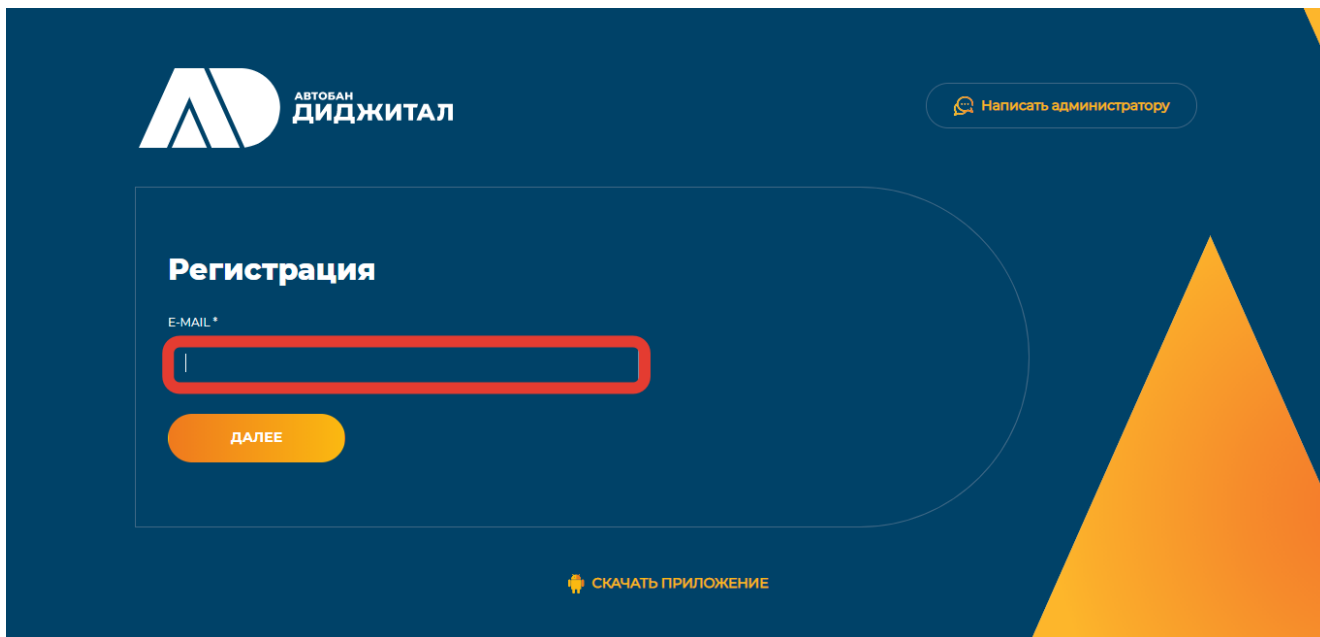 АВТОБАН
ДИДЖИТАЛ
Написать администратору
Регистрация
E-MAIL *
ДАЛЕЕ
СКАЧАТЬ ПРИЛОЖЕНИЕ